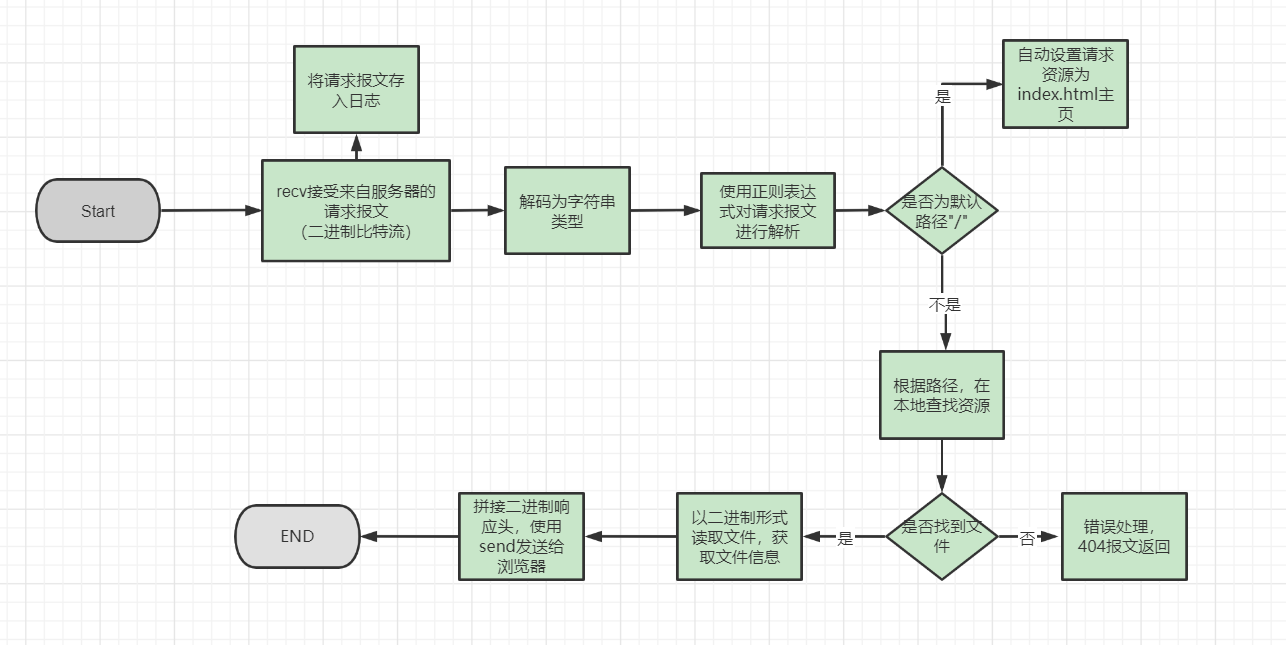 将请求报文存
入日志
自动设置请求
资源为
index.html主
页
是
Start
recv接受来自服务器的
请求报文
（二进制比特流）
解码为字符串
类型
使用正则表达
式对请求报文
进行解析
是否为默认
路径"/"
不是
根据路径，在
本地查找资源
END
拼接二进制响
应头，使用
send发送给
浏览器
以二进制形式
读取文件，获
取文件信息
是
是否找到文
件
否
错误处理，
404报文返回